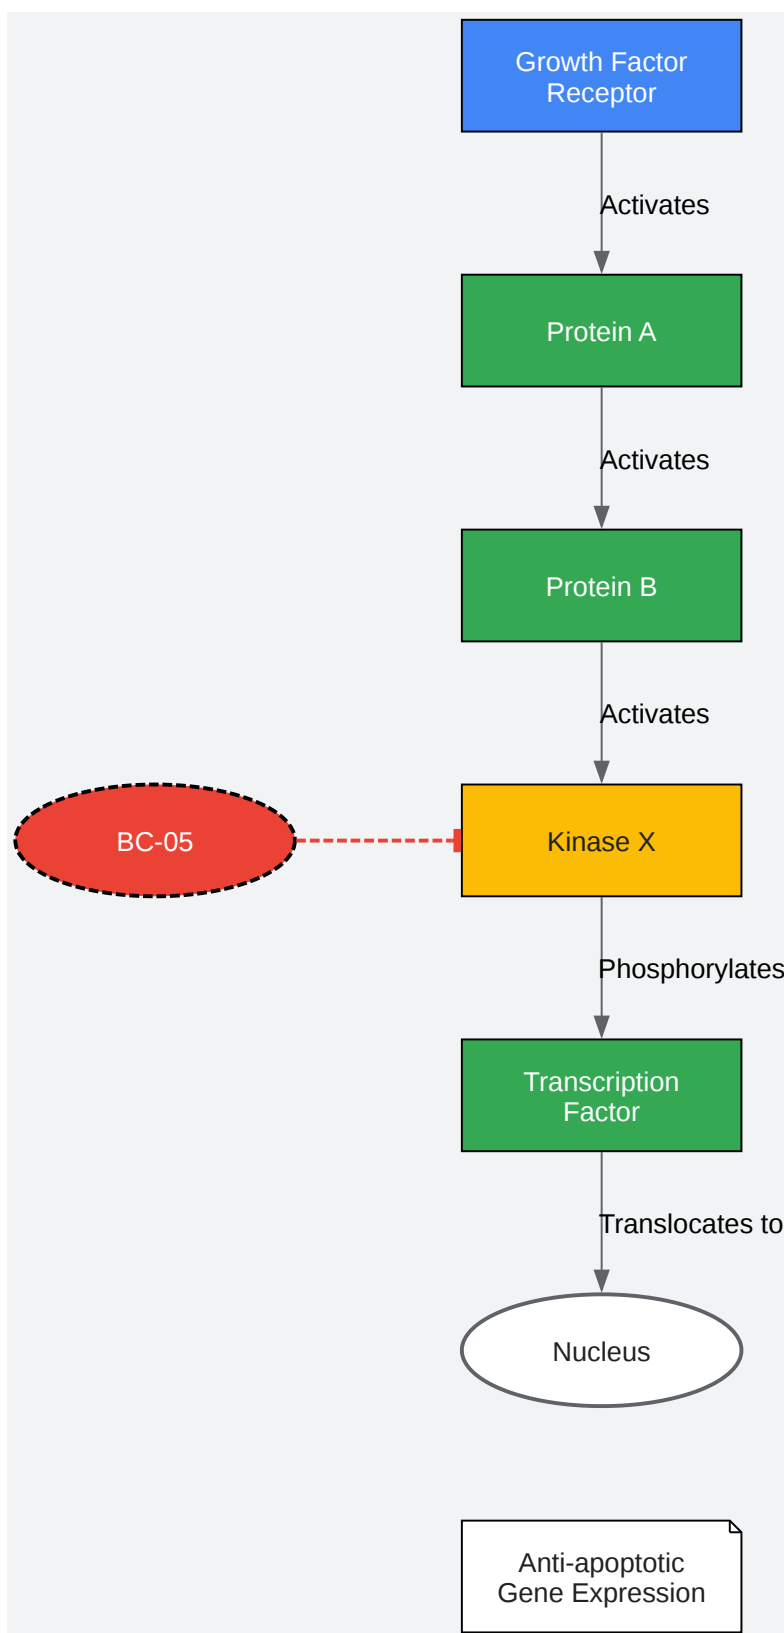 Growth Factor
Receptor
Activates
Protein A
Activates
Protein B
Activates
BC-05
Kinase X
Phosphorylates
Transcription
Factor
Translocates to
Nucleus
Anti-apoptotic
Gene Expression